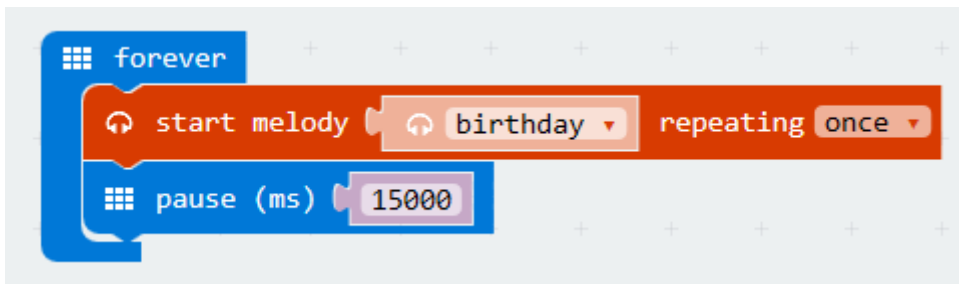 forever
start melody birthday repeating once
pause (ms) 15000